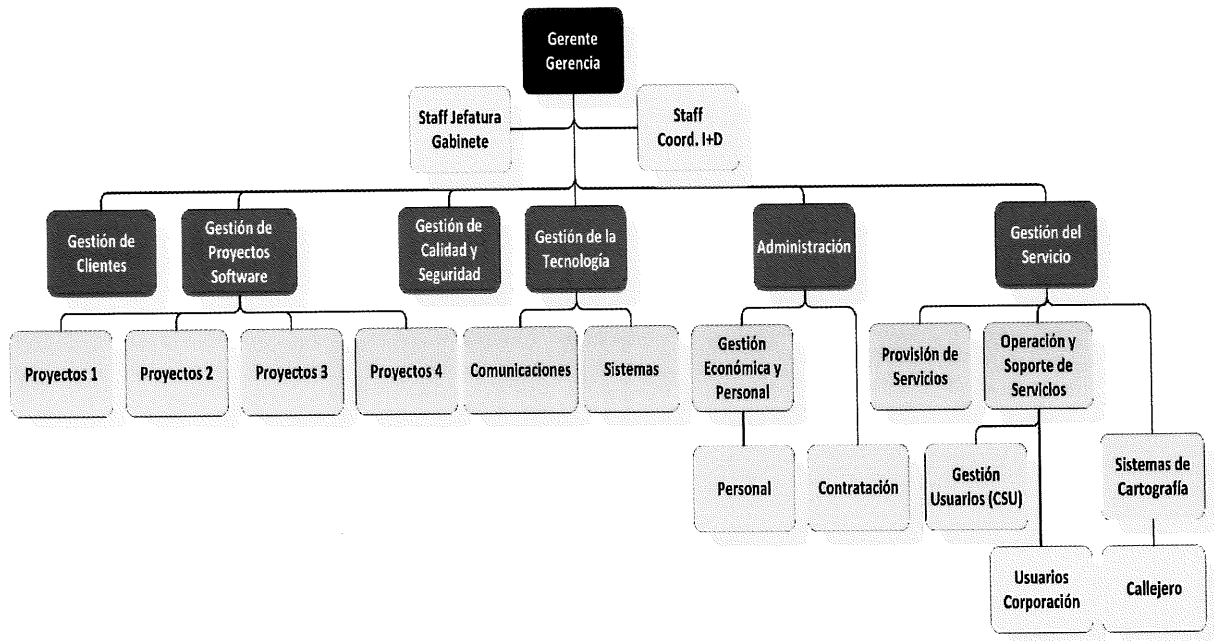 Gerente
Gerencia
Staff Jefatura
Gabinete
Staff
Coord. I+D
Gestión de
Clientes
Gestión de
Proyectos
Software
Gestión de
Calidad y
Seguridad
Gestión de la
Tecnología
Administración
Gestión del
Servicio
Proyectos 1
Proyectos 2
Proyectos 3
Proyectos 4
Comunicaciones
Sistemas
Gestión
Económica y
Personal
Provisión de
Servicios
Operación y
Soporte de
Servicios
Personal
Contratación
Gestión
Usuarios (CSU)
Sistemas de
Cartografía
Usuarios
Corporación
Callejero